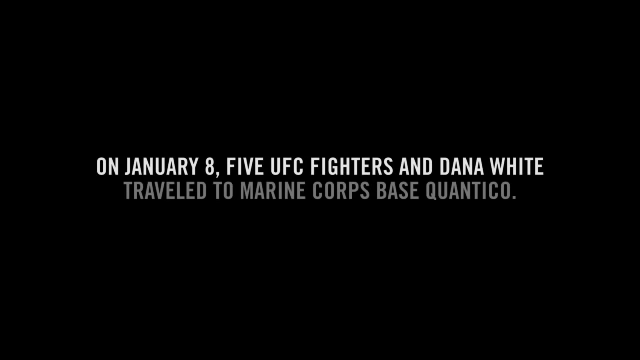 ON JANUARY 8, FIVE UFC FIGHTERS AND DANA WHITE
TRAVELED TO MARINE CORPS BASE QUANTICO.